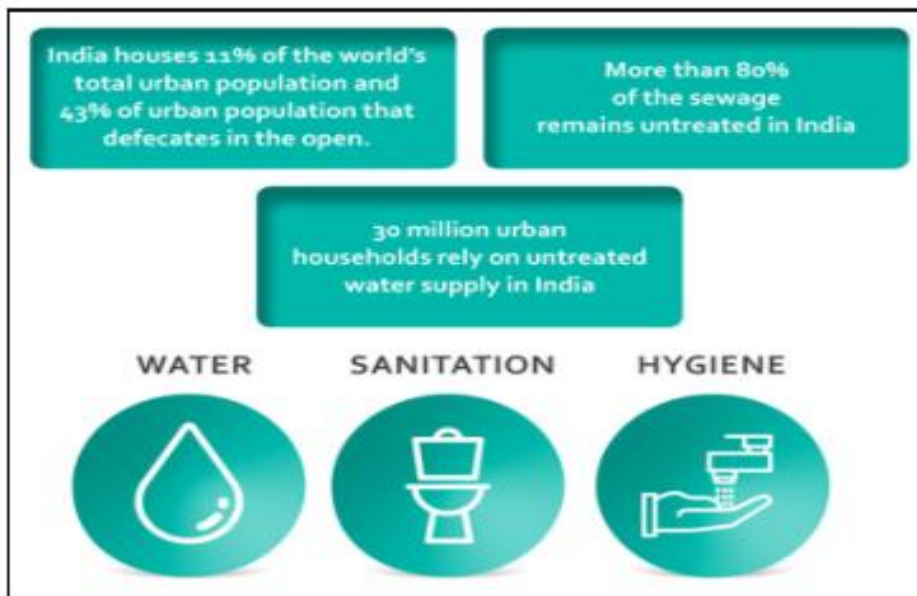 India houses 11% of the world's
total urban population and
43% of urban population that
defecates in the open.
More than 80%
of the sewage
remains untreated in India
30 million urban
households rely on untreated
water supply in India
WATER
SANITATION
HYGIENE